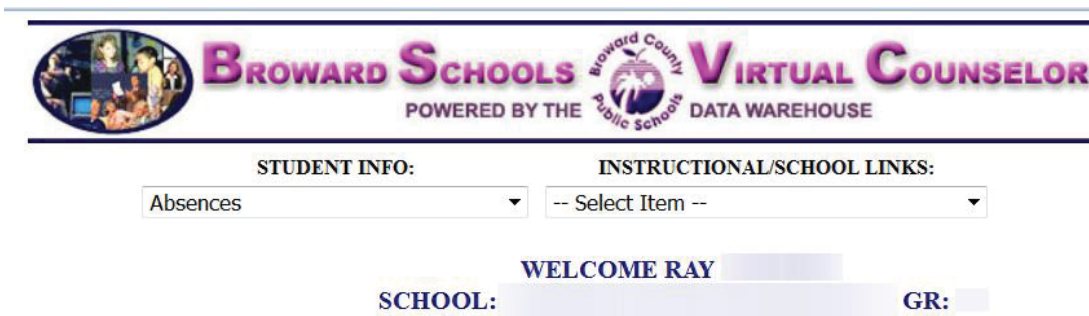 BROWARD SCHOOLS Broward County Public Schools VIRTUAL COUNSELOR
POWERED BY THE DATA WAREHOUSE
STUDENT INFO: INSTRUCTIONAL/SCHOOL LINKS:
Absences -- Select Item --
WELCOME RAY
SCHOOL: GR: